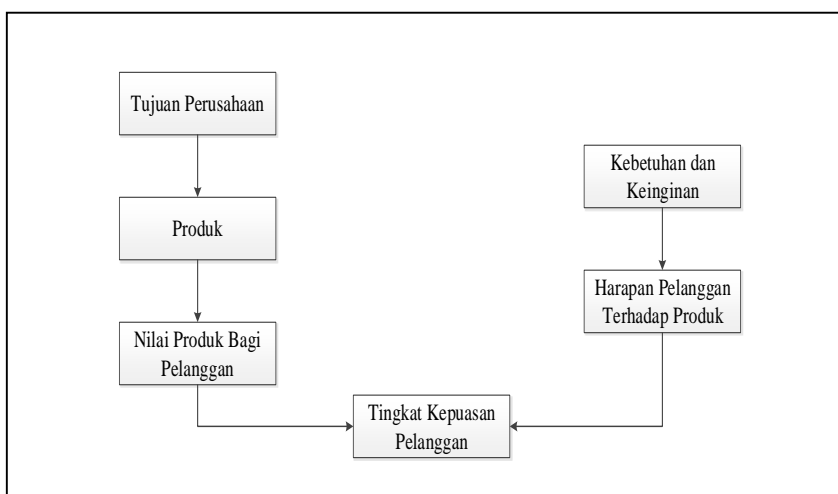 Tujuan Perusahaan
Produk
Nilai Produk Bagi
Pelanggan
Kebetuhan dan
Keinginan
Harapan Pelanggan
Terhadap Produk
Tingkat Kepuasan
Pelanggan